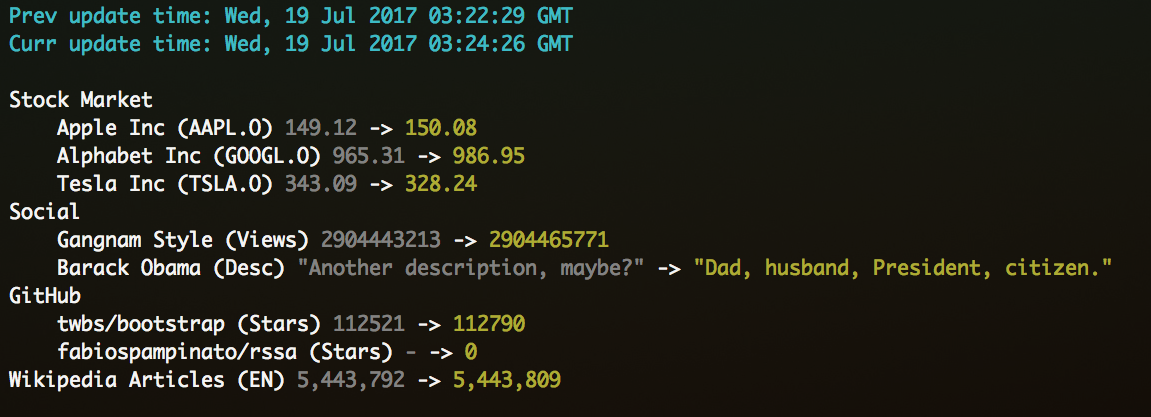 Prev update time: Wed, 19 Jul 2017 03:22:29 GMT
Curr update time: Wed, 19 Jul 2017 03:24:26 GMT
Stock Market
Apple Inc (AAPL.O) 149.12 -> 150.08
Alphabet Inc (GOOGL.O) 965.31 -> 986.95
Tesla Inc (TSLA.O) 343.09 -> 328.24
Social
Gangnam Style (Views) 2904443213 -> 2904465771
Barack Obama (Desc) "Another description, maybe?" -> "Dad, husband, President, citizen."
GitHub
twbs/bootstrap (Stars) 112521 -> 112790
fabiospampinato/rssa (Stars) - -> 0
Wikipedia Articles (EN) 5,443,792 -> 5,443,809